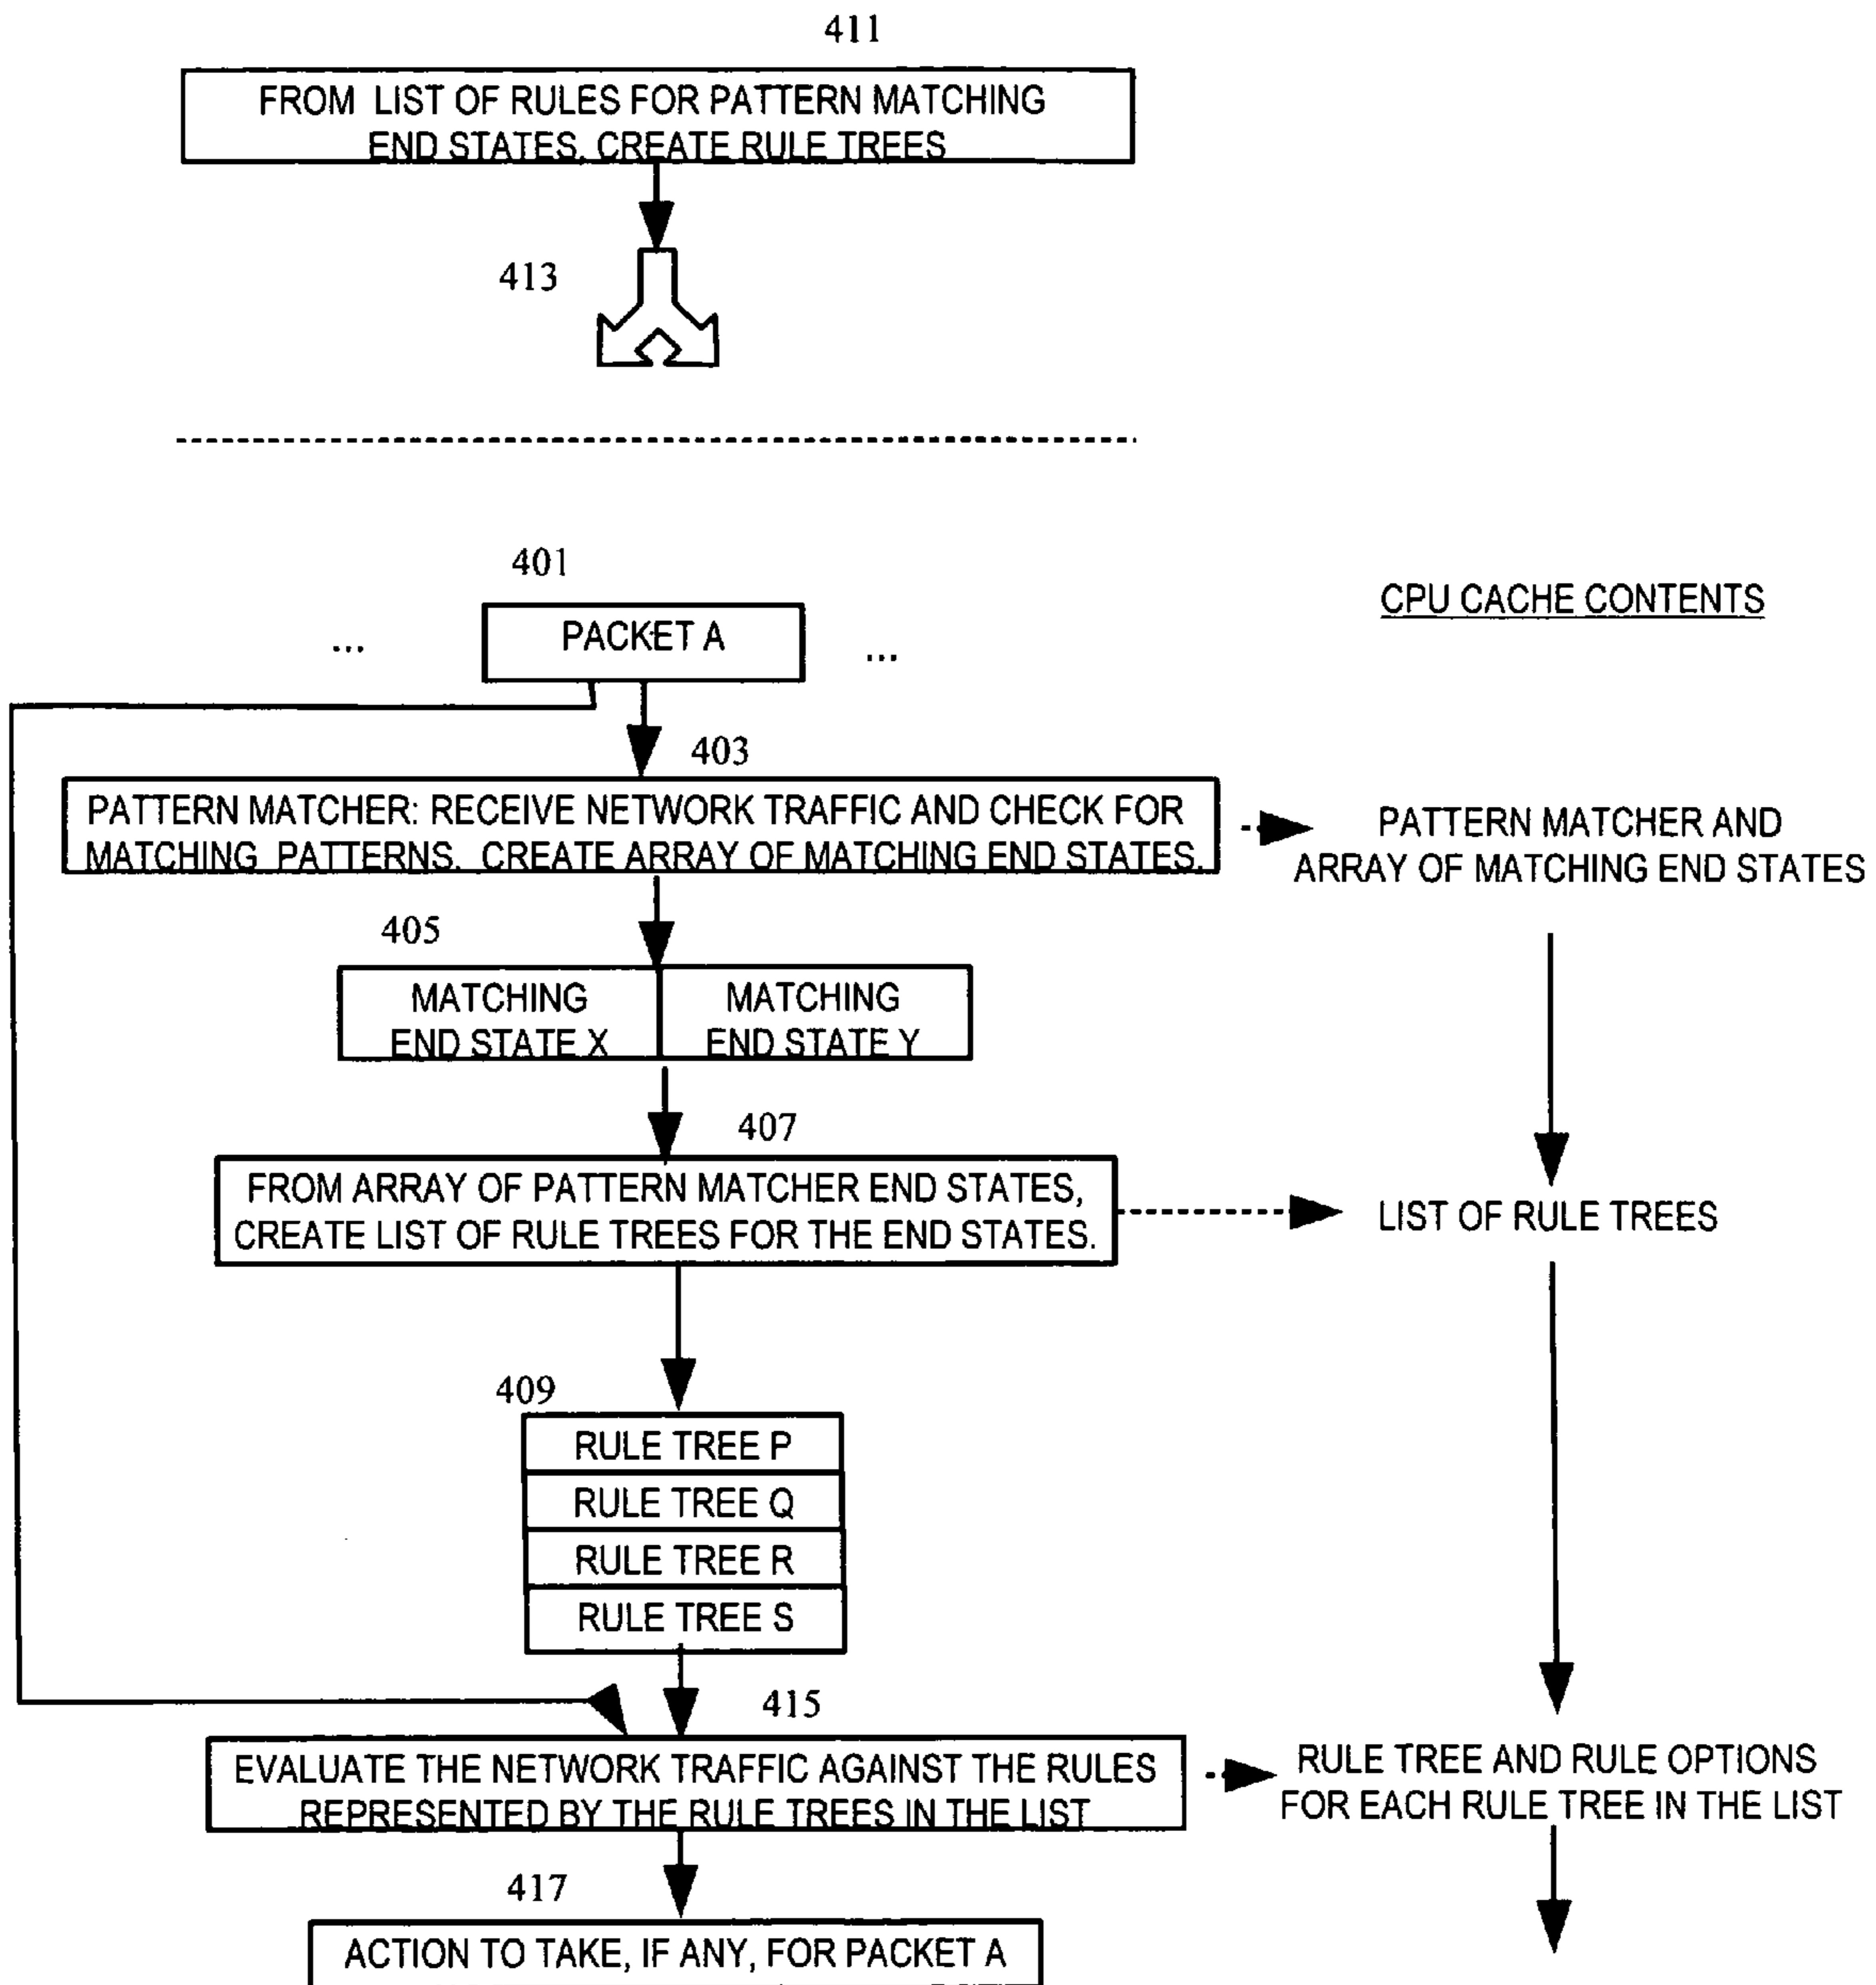 411
FROM LIST OF RULES FOR PATTERN MATCHING
END STATES, CREATE RULE TREES
413
401
CPU CACHE CONTENTS
... PACKET A ...
403
PATTERN MATCHER: RECEIVE NETWORK TRAFFIC AND CHECK FOR
MATCHING PATTERNS. CREATE ARRAY OF MATCHING END STATES.
PATTERN MATCHER AND
ARRAY OF MATCHING END STATES
405
MATCHING
END STATE X
MATCHING
END STATE Y
407
FROM ARRAY OF PATTERN MATCHER END STATES,
CREATE LIST OF RULE TREES FOR THE END STATES.
LIST OF RULE TREES
409
RULE TREE P
RULE TREE Q
RULE TREE R
RULE TREE S
415
EVALUATE THE NETWORK TRAFFIC AGAINST THE RULES
REPRESENTED BY THE RULE TREES IN THE LIST
RULE TREE AND RULE OPTIONS
FOR EACH RULE TREE IN THE LIST
417
ACTION TO TAKE, IF ANY, FOR PACKET A